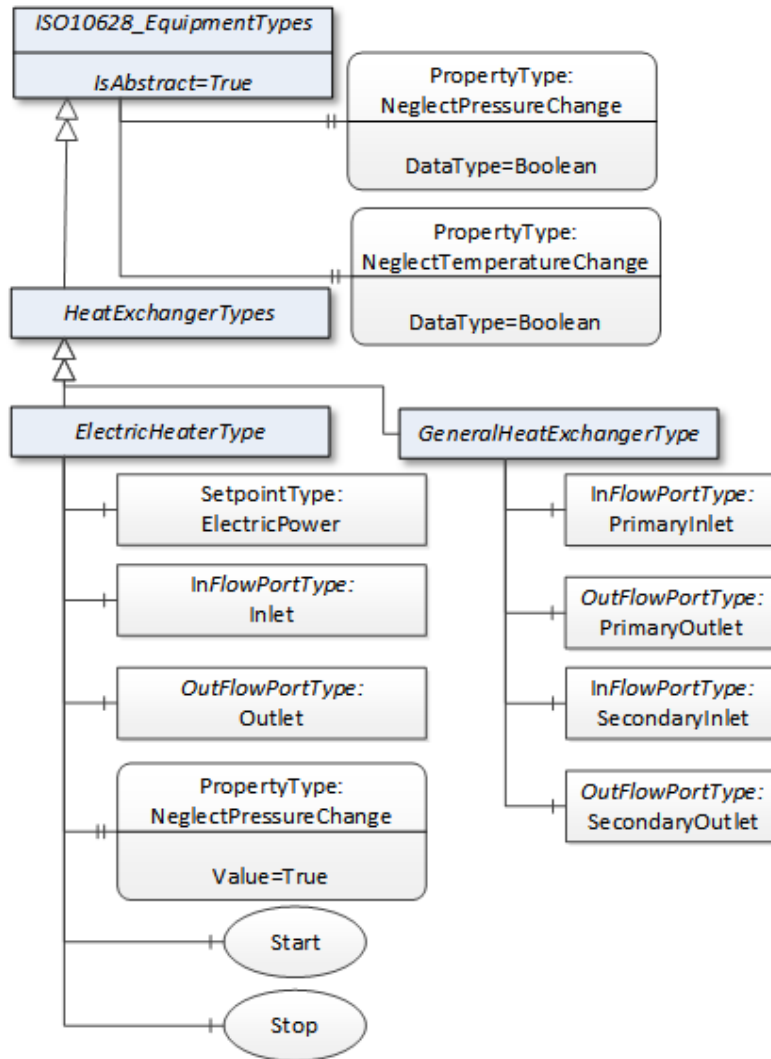 ISO10628_EquipmentTypes
IsAbstract=True
PropertyType:
NeglectPressureChange
DataType=Boolean
PropertyType:
NeglectTemperatureChange
DataType=Boolean
HeatExchangerTypes
ElectricHeaterType
GeneralHeatExchangerType
SetpointType:
ElectricPower
InFlowPortType:
Inlet
OutFlowPortType:
Outlet
PropertyType:
NeglectPressureChange
Value=True
Start
Stop
InFlowPortType:
PrimaryInlet
OutFlowPortType:
PrimaryOutlet
InFlowPortType:
SecondaryInlet
OutFlowPortType:
SecondaryOutlet